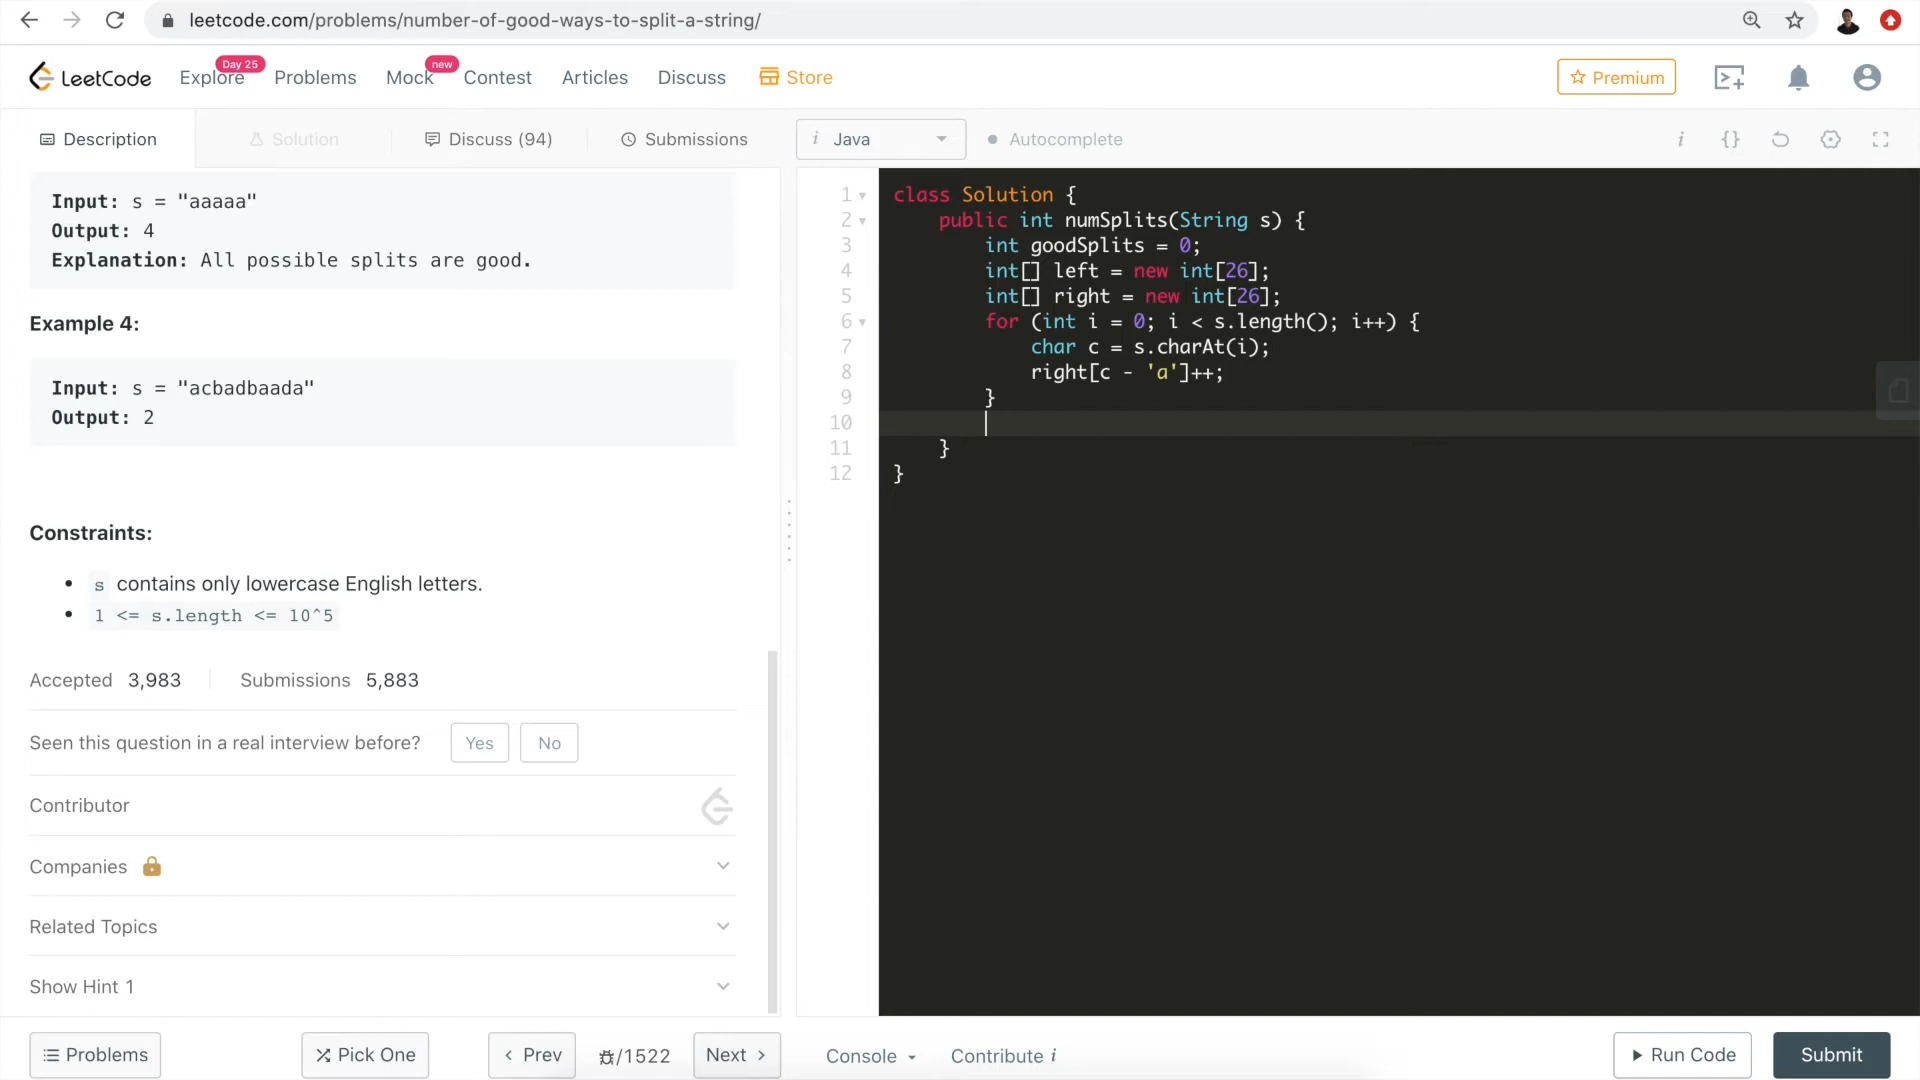 leetcode.com/problems/number-of-good-ways-to-split-a-string/
LeetCode Explore Day 25 Problems Mock new Contest Articles Discuss Store Premium
Description Solution Discuss (94) Submissions i Java Autocomplete i {}
Input: s = "aaaaa"
Output: 4
Explanation: All possible splits are good.
Example 4:
Input: s = "acbadbaada"
Output: 2
Constraints:
s contains only lowercase English letters.
1 <= s.length <= 10^5
Accepted 3,983 Submissions 5,883
Seen this question in a real interview before? Yes No
Contributor
Companies
Related Topics
Show Hint 1
1 class Solution {
2 public int numSplits(String s) {
3 int goodSplits = 0;
4 int[] left = new int[26];
5 int[] right = new int[26];
6 for (int i = 0; i < s.length(); i++) {
7 char c = s.charAt(i);
8 right[c - 'a']++;
9 }
10
11 }
12 }
Problems Pick One Prev /1522 Next Console Contribute i Run Code Submit